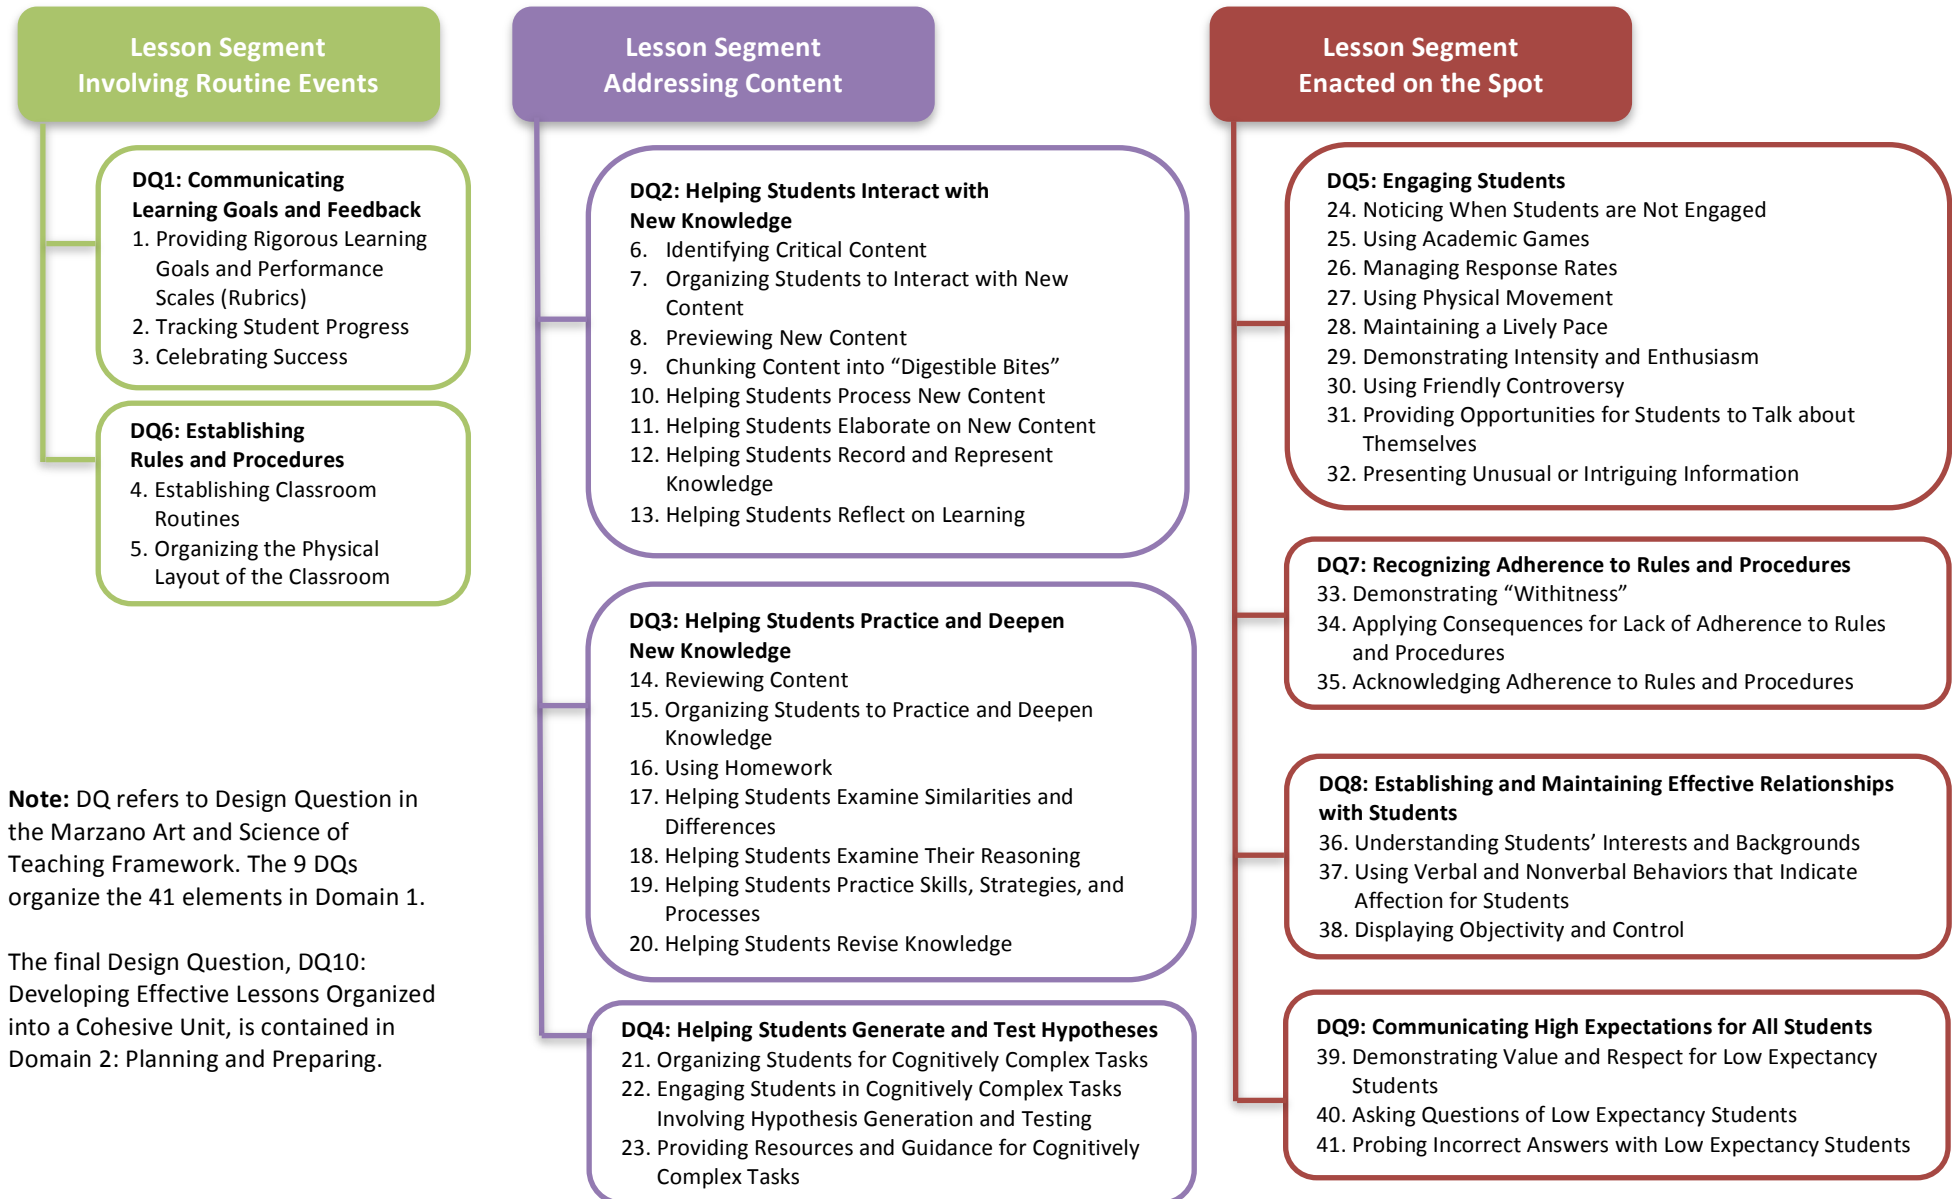 Lesson Segment
Involving Routine Events
DQ1: Communicating
Learning Goals and Feedback
1. Providing Rigorous Learning
Goals and Performance
Scales (Rubrics)
2. Tracking Student Progress
3. Celebrating Success
DQ6: Establishing
Rules and Procedures
4. Establishing Classroom
Routines
5. Organizing the Physical
Layout of the Classroom
Note: DQ refers to Design Question in
the Marzano Art and Science of
Teaching Framework. The 9 DQs
organize the 41 elements in Domain 1.
The final Design Question, DQ10:
Developing Effective Lessons Organized
into a Cohesive Unit, is contained in
Domain 2: Planning and Preparing.
Lesson Segment
Addressing Content
DQ2: Helping Students Interact with
New Knowledge
6. Identifying Critical Content
7. Organizing Students to Interact with New
Content
8. Previewing New Content
9. Chunking Content into “Digestible Bites”
10. Helping Students Process New Content
11. Helping Students Elaborate on New Content
12. Helping Students Record and Represent
Knowledge
13. Helping Students Reflect on Learning
DQ3: Helping Students Practice and Deepen
New Knowledge
14. Reviewing Content
15. Organizing Students to Practice and Deepen
Knowledge
16. Using Homework
17. Helping Students Examine Similarities and
Differences
18. Helping Students Examine Their Reasoning
19. Helping Students Practice Skills, Strategies, and
Processes
20. Helping Students Revise Knowledge
DQ4: Helping Students Generate and Test Hypotheses
21. Organizing Students for Cognitively Complex Tasks
22. Engaging Students in Cognitively Complex Tasks
Involving Hypothesis Generation and Testing
23. Providing Resources and Guidance for Cognitively
Complex Tasks
Lesson Segment
Enacted on the Spot
DQ5: Engaging Students
24. Noticing When Students are Not Engaged
25. Using Academic Games
26. Managing Response Rates
27. Using Physical Movement
28. Maintaining a Lively Pace
29. Demonstrating Intensity and Enthusiasm
30. Using Friendly Controversy
31. Providing Opportunities for Students to Talk about
Themselves
32. Presenting Unusual or Intriguing Information
DQ7: Recognizing Adherence to Rules and Procedures
33. Demonstrating “Withitness”
34. Applying Consequences for Lack of Adherence to Rules
and Procedures
35. Acknowledging Adherence to Rules and Procedures
DQ8: Establishing and Maintaining Effective Relationships
with Students
36. Understanding Students’ Interests and Backgrounds
37. Using Verbal and Nonverbal Behaviors that Indicate
Affection for Students
38. Displaying Objectivity and Control
DQ9: Communicating High Expectations for All Students
39. Demonstrating Value and Respect for Low Expectancy
Students
40. Asking Questions of Low Expectancy Students
41. Probing Incorrect Answers with Low Expectancy Students